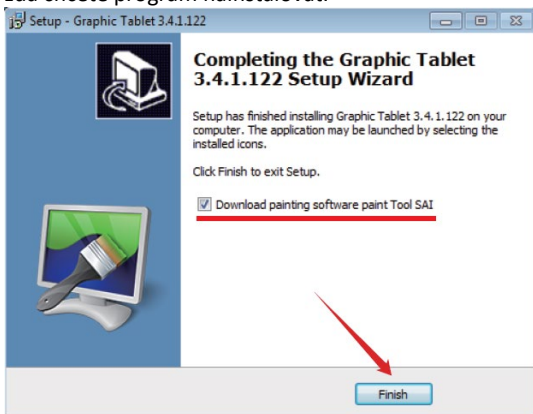 Setup - Graphic Tablet 3.4.1.122
Completing the Graphic Tablet
3.4.1.122 Setup Wizard
Setup has finished installing Graphic Tablet 3.4.1.122 on your
computer. The application may be launched by selecting the
installed icons.
Click Finish to exit Setup.
Download painting software paint Tool SAI
Finish